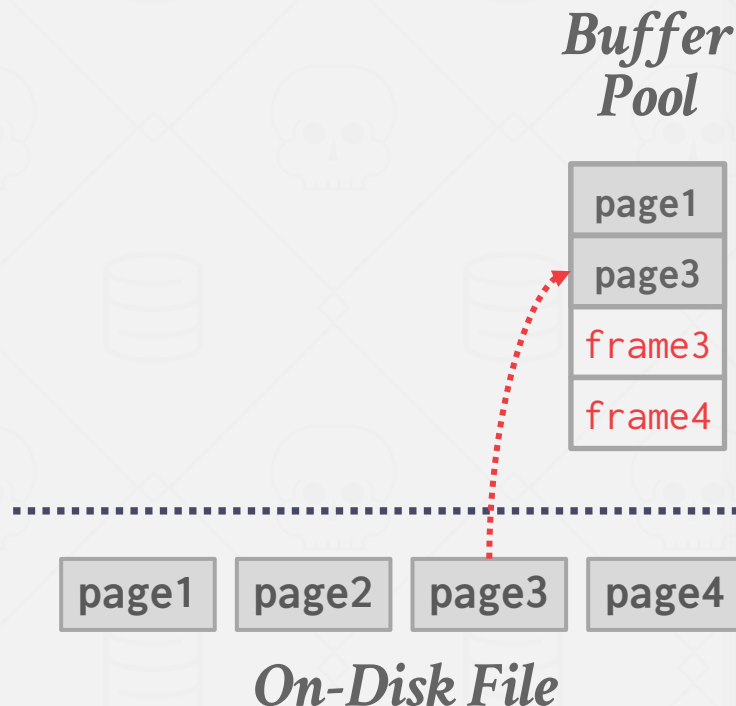 Buffer
Pool
page1
page3
frame3
frame4
page1 page2 page3 page4
On-Disk File